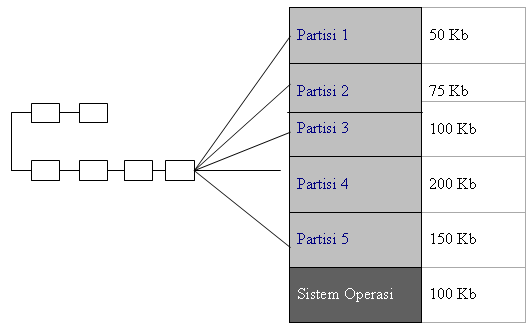 Partisi 1 50 Kb
Partisi 2 75 Kb
Partisi 3 100 Kb
Partisi 4 200 Kb
Partisi 5 150 Kb
Sistem Operasi 100 Kb